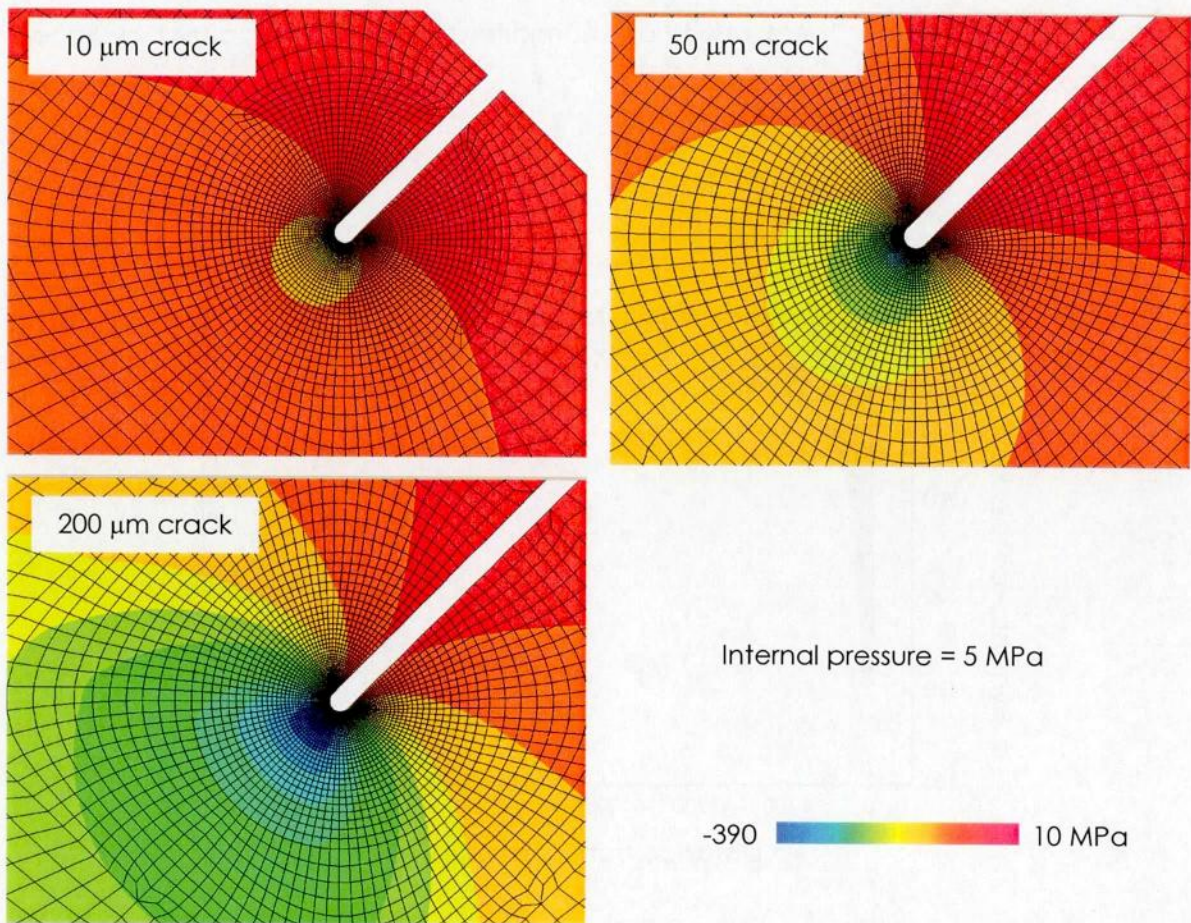 10 μm crack
50 μm crack
200 μm crack
Internal pressure = 5 MPa
-390 10 MPa